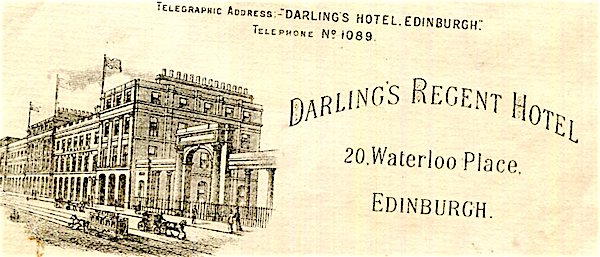 TELEGRAPHIC ADDRESS:-"DARLING'S HOTEL. EDINBURGH."
TELEPHONE No 1089.
DARLING'S REGENT HOTEL
20, Waterloo Place,
EDINBURGH.